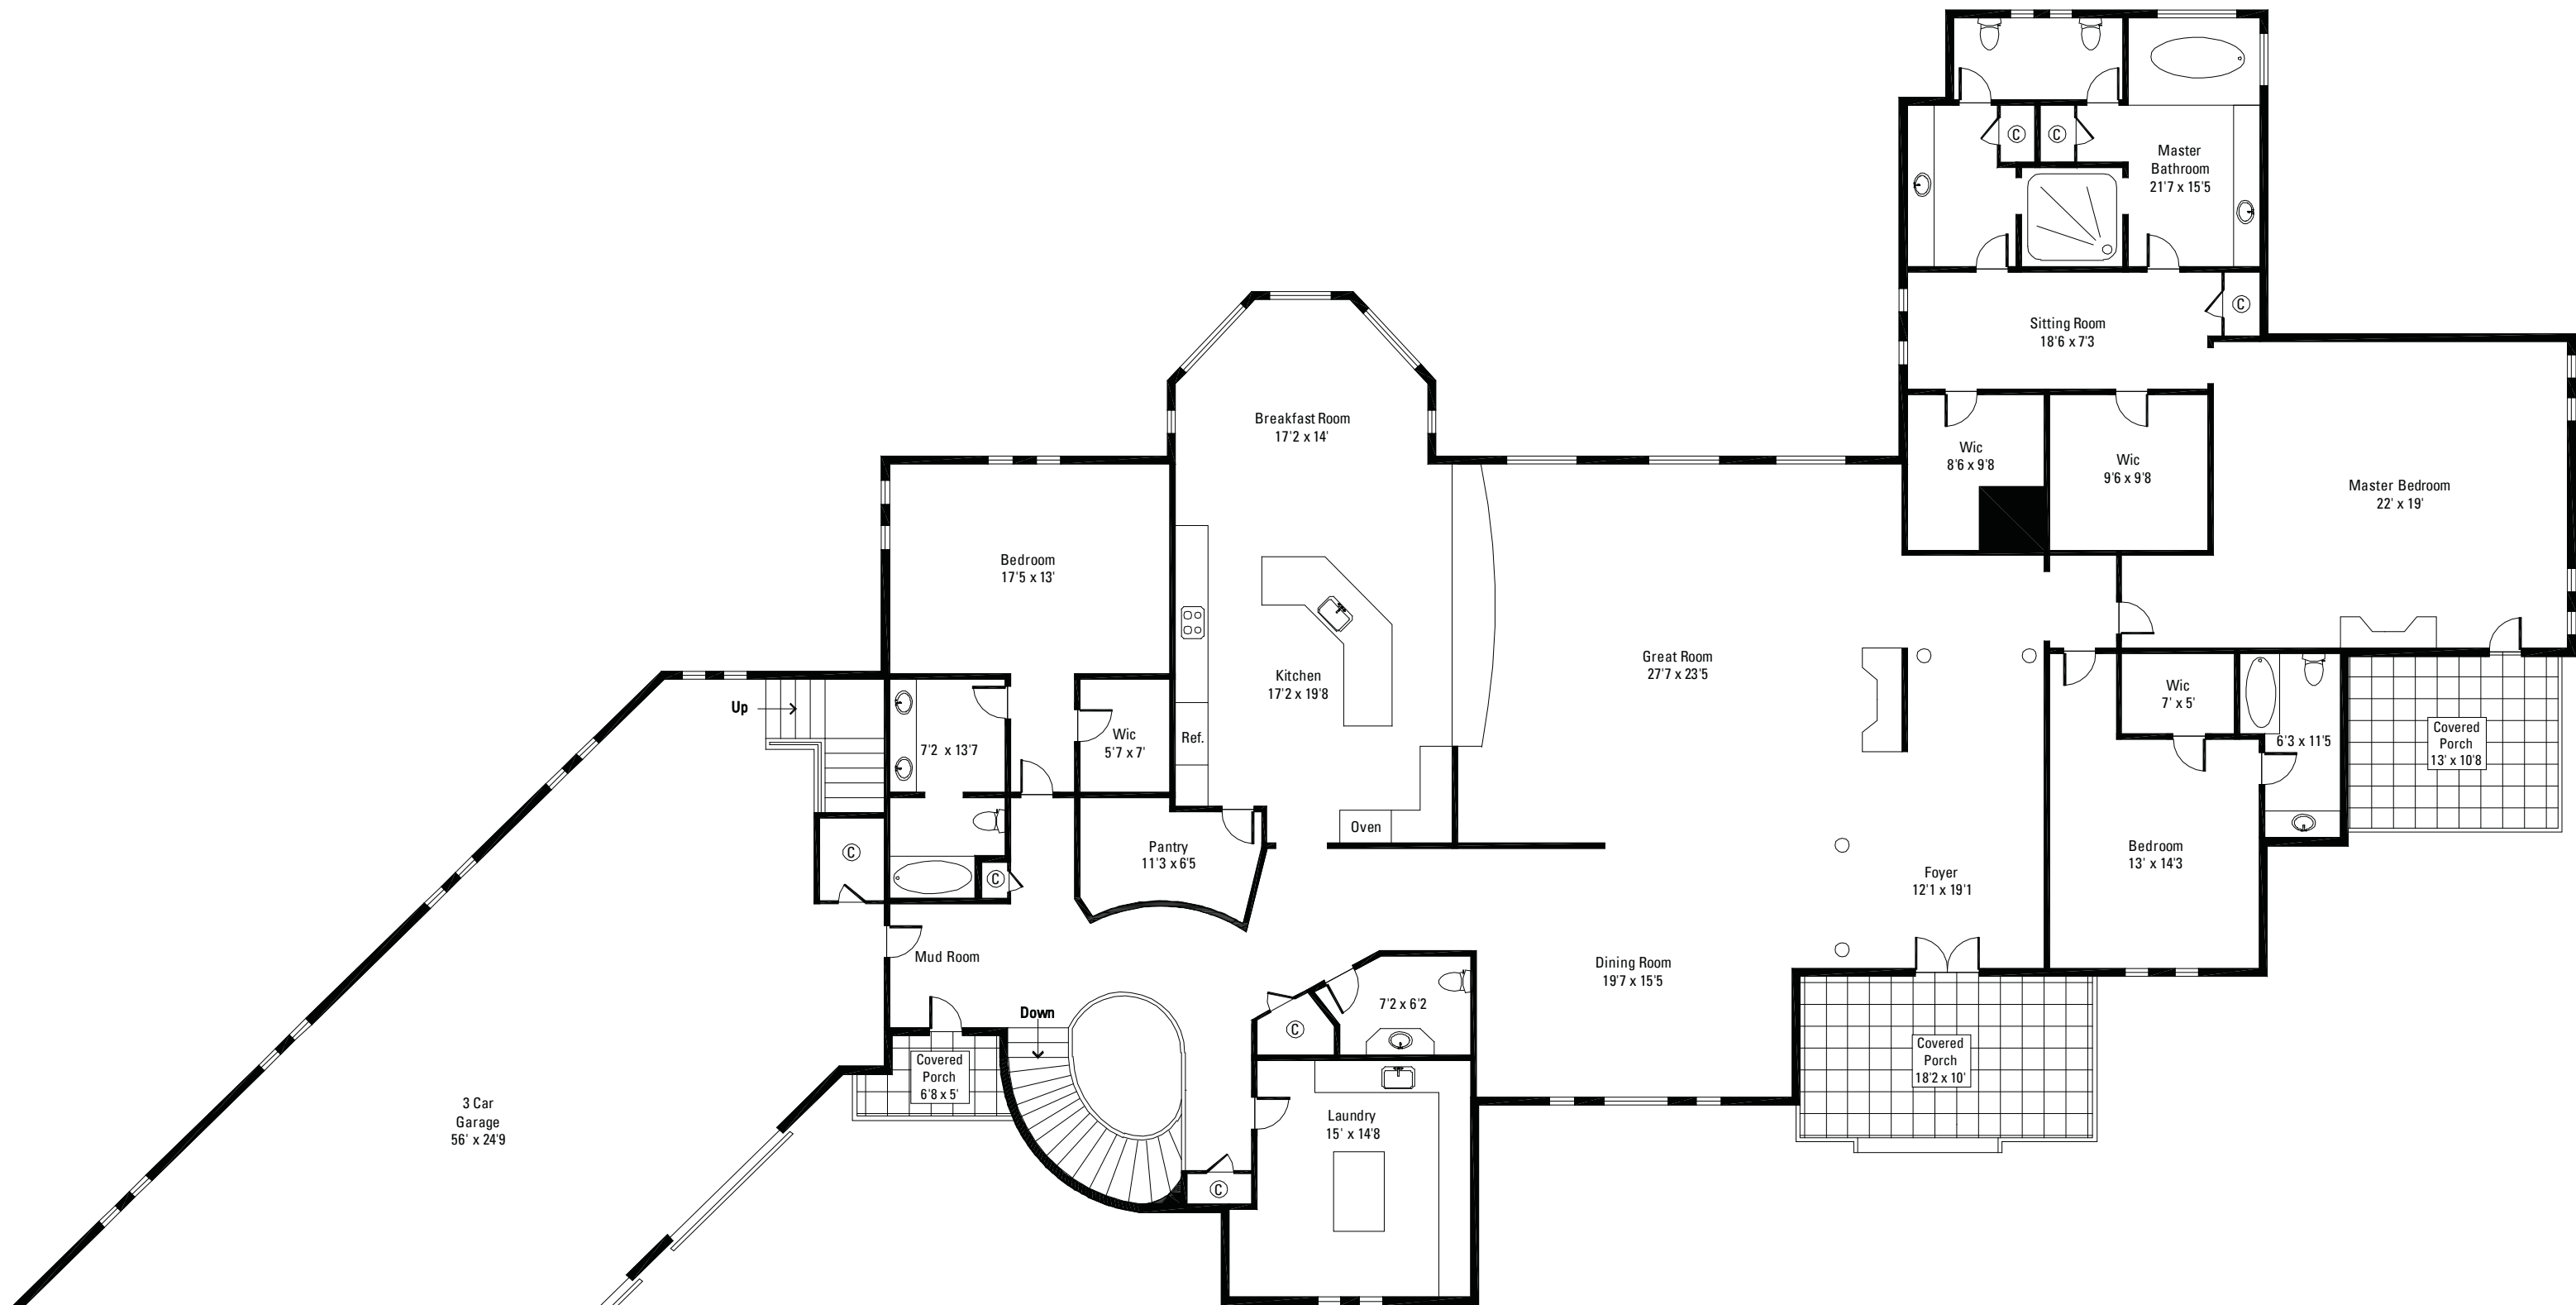 C
C
Master
Bathroom
21'7 x 15'5
C
Sitting Room
18'6 x 7'3
Breakfast Room
17'2 x 14'
Wic
8'6 x 9'8
Wic
9'6 x 9'8
Master Bedroom
22' x 19'
Bedroom
17'5 x 13'
Kitchen
17'2 x 19'8
Great Room
27'7 x 23'5
Wic
7' x 5'
Up
7'2 x 13'7
Wic
5'7 x 7'
Ref.
6'3 x 11'5
Covered
Porch
13' x 10'8
Oven
C
Pantry
11'3 x 6'5
Bedroom
13' x 14'3
C
Foyer
12'1 x 19'1
Mud Room
Dining Room
19'7 x 15'5
7'2 x 6'2
Down
C
Covered
Porch
6'8 x 5'
Covered
Porch
18'2 x 10'
3 Car
Garage
56' x 24'9
Laundry
15' x 14'8
C